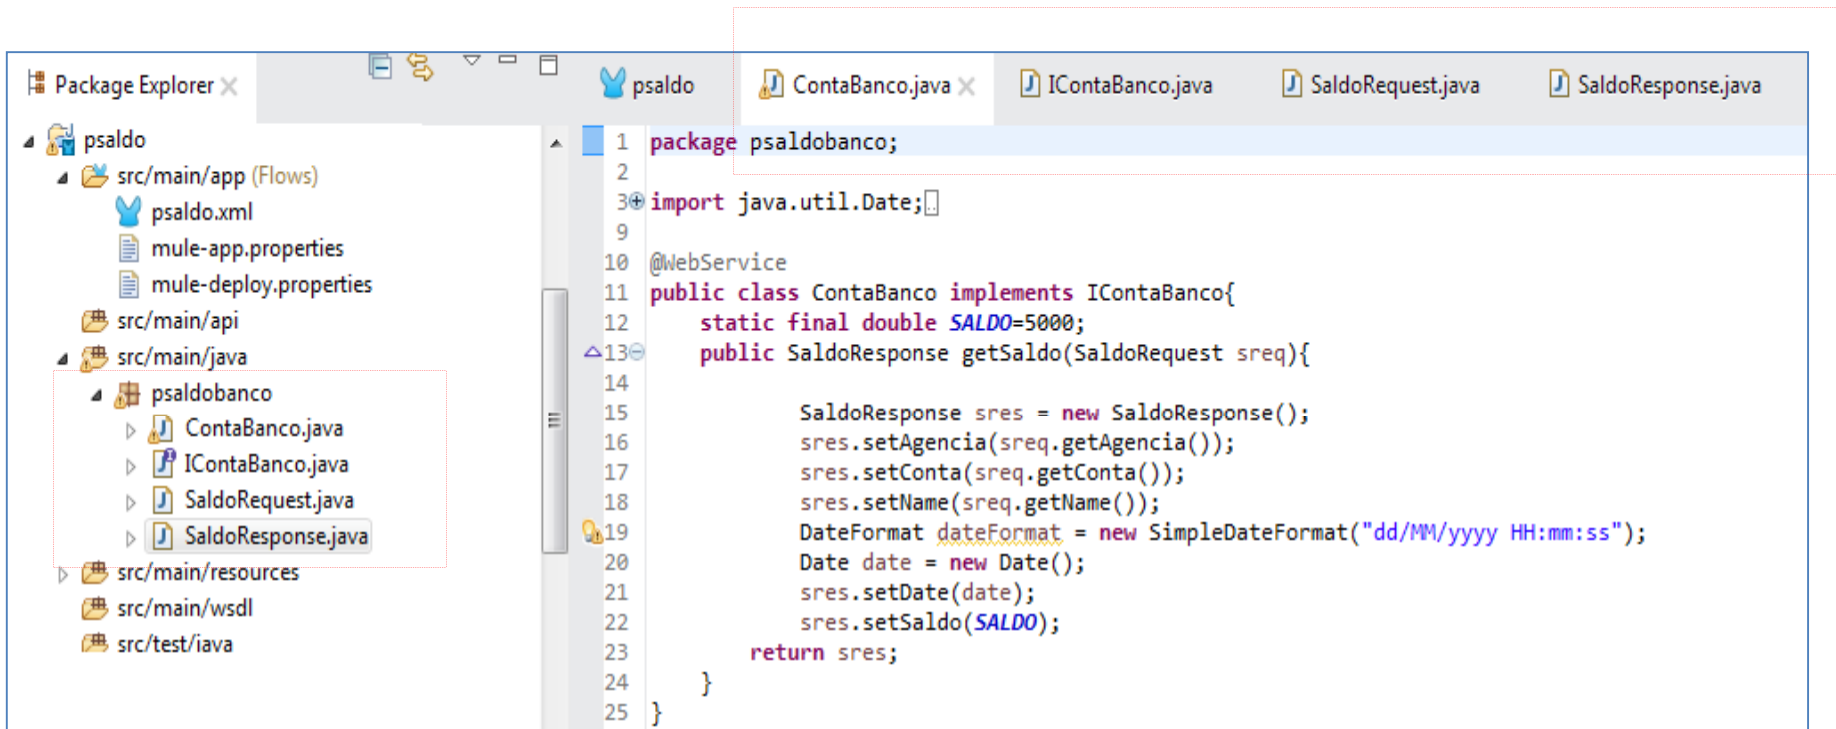 Package Explorer
psaldo
src/main/app (Flows)
psaldo.xml
mule-app.properties
mule-deploy.properties
src/main/api
src/main/java
psaldobanco
ContaBanco.java
IContaBanco.java
SaldoRequest.java
SaldoResponse.java
src/main/resources
src/main/wsdl
src/test/java
psaldo ContaBanco.java IContaBanco.java SaldoRequest.java SaldoResponse.java
1 package psaldobanco;
2
3 import java.util.Date;
9
10 @WebService
11 public class ContaBanco implements IContaBanco{
12 static final double SALDO=5000;
13 public SaldoResponse getSaldo(SaldoRequest sreq){
14
15 SaldoResponse sres = new SaldoResponse();
16 sres.setAgencia(sreq.getAgencia());
17 sres.setConta(sreq.getConta());
18 sres.setName(sreq.getName());
19 DateFormat dateFormat = new SimpleDateFormat("dd/MM/yyyy HH:mm:ss");
20 Date date = new Date();
21 sres.setDate(date);
22 sres.setSaldo(SALDO);
23 return sres;
24 }
25 }